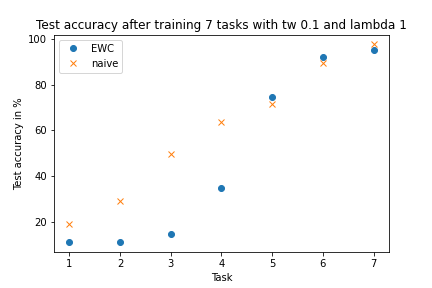 Test accuracy after training 7 tasks with tw 0.1 and lambda 1
100
80
60
40
20
Test accuracy in %
EWC
naive
1 2 3 4 5 6 7
Task